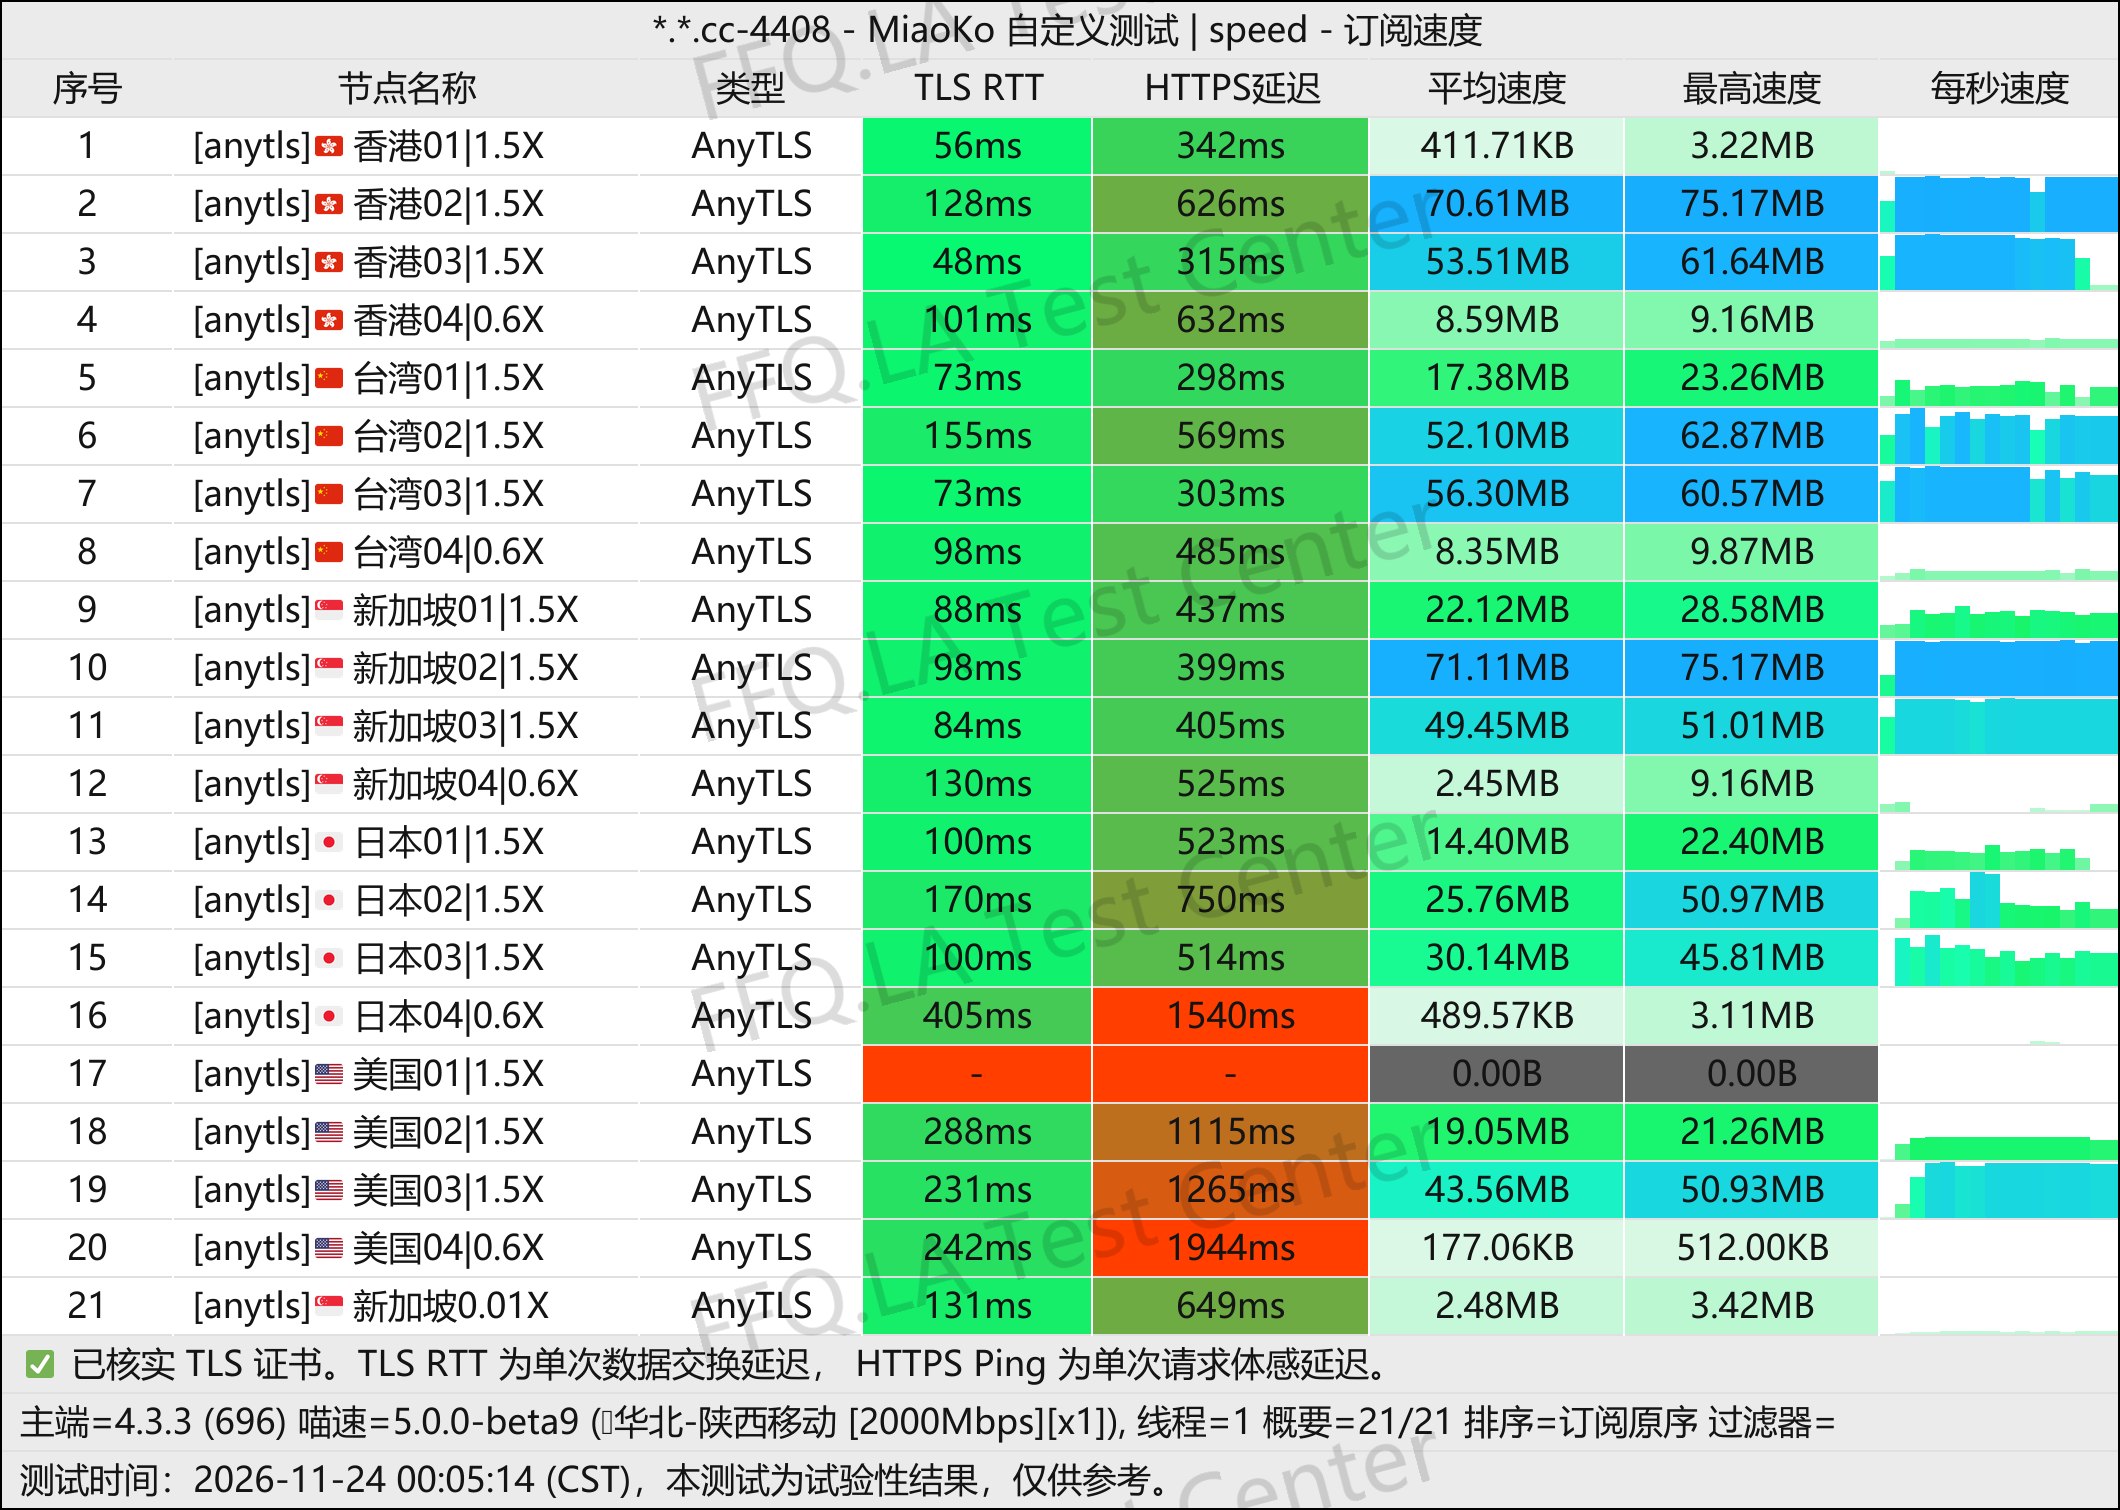 *.*.cc-4408 - MiaoKo 自定义测试 | speed - 订阅速度
序号 节点名称 类型 TLS RTT HTTPS延迟 平均速度 最高速度 每秒速度
1 [anytls]🇭🇰 香港01|1.5X AnyTLS 56ms 342ms 411.71KB 3.22MB
2 [anytls]🇭🇰 香港02|1.5X AnyTLS 128ms 626ms 70.61MB 75.17MB
3 [anytls]🇭🇰 香港03|1.5X AnyTLS 48ms 315ms 53.51MB 61.64MB
4 [anytls]🇭🇰 香港04|0.6X AnyTLS 101ms 632ms 8.59MB 9.16MB
5 [anytls]🇨🇳 台湾01|1.5X AnyTLS 73ms 298ms 17.38MB 23.26MB
6 [anytls]🇨🇳 台湾02|1.5X AnyTLS 155ms 569ms 52.10MB 62.87MB
7 [anytls]🇨🇳 台湾03|1.5X AnyTLS 73ms 303ms 56.30MB 60.57MB
8 [anytls]🇨🇳 台湾04|0.6X AnyTLS 98ms 485ms 8.35MB 9.87MB
9 [anytls]🇸🇬 新加坡01|1.5X AnyTLS 88ms 437ms 22.12MB 28.58MB
10 [anytls]🇸🇬 新加坡02|1.5X AnyTLS 98ms 399ms 71.11MB 75.17MB
11 [anytls]🇸🇬 新加坡03|1.5X AnyTLS 84ms 405ms 49.45MB 51.01MB
12 [anytls]🇸🇬 新加坡04|0.6X AnyTLS 130ms 525ms 2.45MB 9.16MB
13 [anytls]🇯🇵 日本01|1.5X AnyTLS 100ms 523ms 14.40MB 22.40MB
14 [anytls]🇯🇵 日本02|1.5X AnyTLS 170ms 750ms 25.76MB 50.97MB
15 [anytls]🇯🇵 日本03|1.5X AnyTLS 100ms 514ms 30.14MB 45.81MB
16 [anytls]🇯🇵 日本04|0.6X AnyTLS 405ms 1540ms 489.57KB 3.11MB
17 [anytls]🇺🇸 美国01|1.5X AnyTLS - - 0.00B 0.00B
18 [anytls]🇺🇸 美国02|1.5X AnyTLS 288ms 1115ms 19.05MB 21.26MB
19 [anytls]🇺🇸 美国03|1.5X AnyTLS 231ms 1265ms 43.56MB 50.93MB
20 [anytls]🇺🇸 美国04|0.6X AnyTLS 242ms 1944ms 177.06KB 512.00KB
21 [anytls]🇸🇬 新加坡0.01X AnyTLS 131ms 649ms 2.48MB 3.42MB
✅ 已核实 TLS 证书。TLS RTT 为单次数据交换延迟， HTTPS Ping 为单次请求体感延迟。
主端=4.3.3 (696) 喵速=5.0.0-beta9 (华北-陕西移动 [2000Mbps][x1]), 线程=1 概要=21/21 排序=订阅原序 过滤器=
测试时间：2026-11-24 00:05:14 (CST)，本测试为试验性结果，仅供参考。
FFQ.LA Test Center
FFQ.LA Test Center
FFQ.LA Test Center
FFQ.LA Test Center
FFQ.LA Test Center